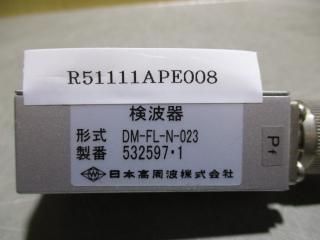 R51111APE008
検波器
形式 DM-FL-N-023
製番 532597・1
日本高周波株式会社
Pf